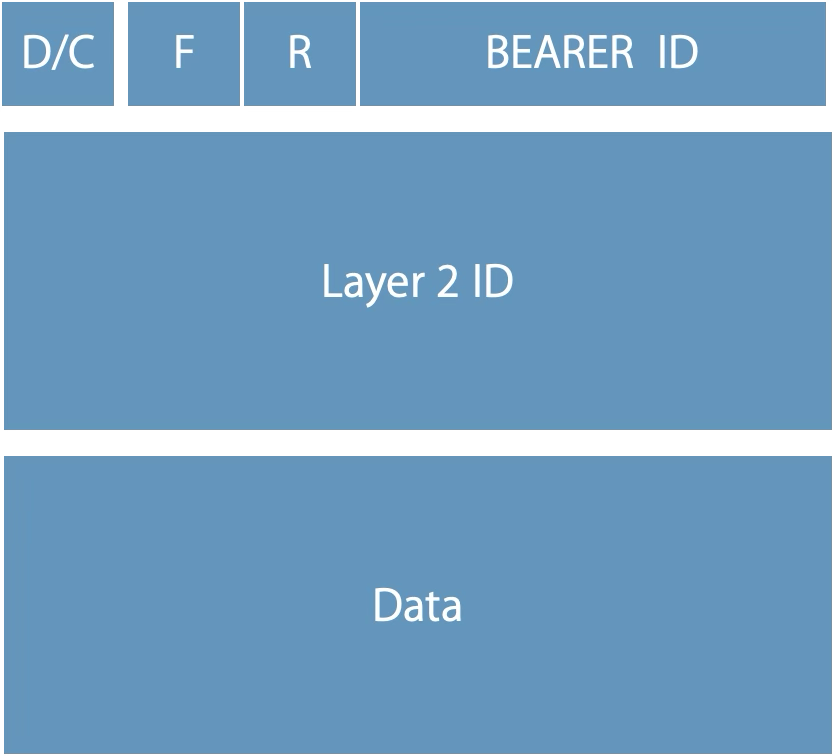 D/C F R BEARER ID
Layer 2 ID
Data